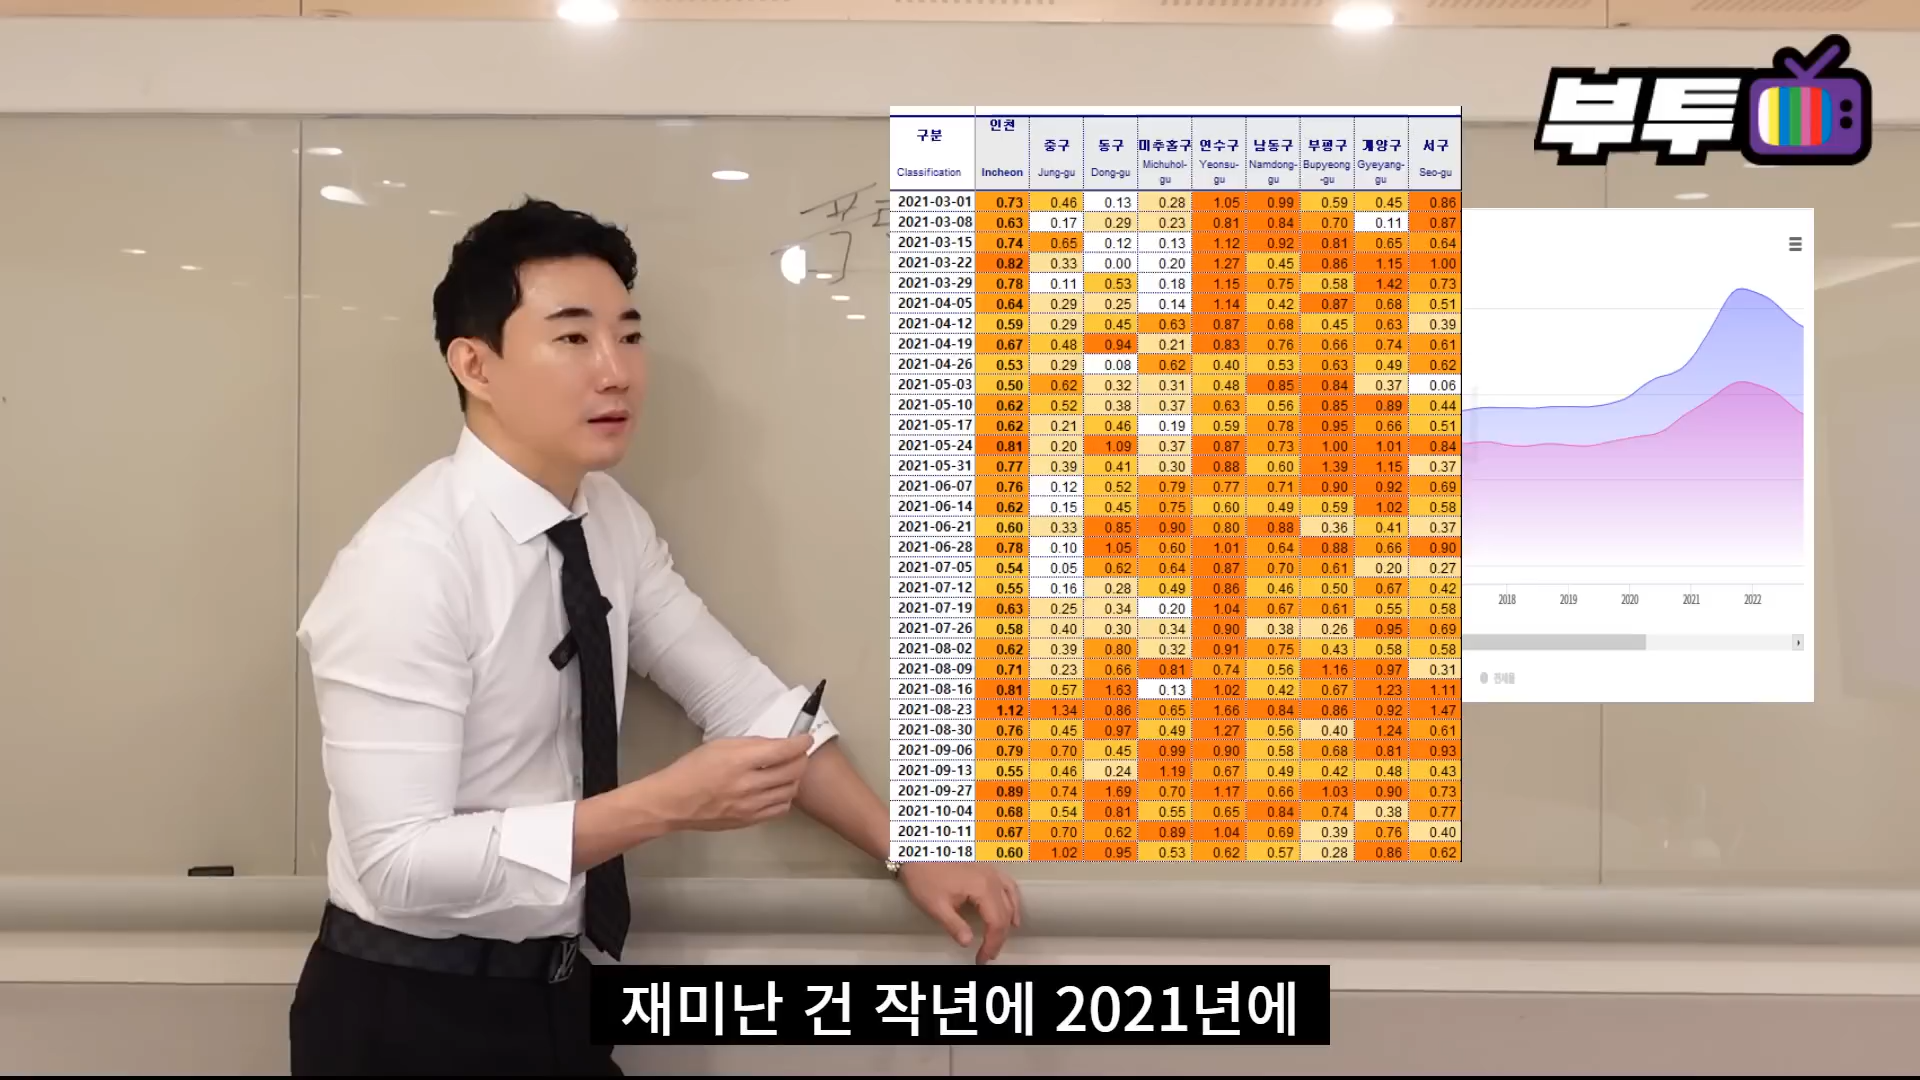 부투
구분 인천 중구 동구 미추홀구 연수구 남동구 부평구 계양구 서구
Classification Incheon Jung-gu Dong-gu Michuhol-gu Yeonsu-gu Namdong-gu Bupyeong-gu Gyeyang-gu Seo-gu
2021-03-01 0.73 0.46 0.13 0.28 1.05 0.99 0.59 0.45 0.86
2021-03-08 0.63 0.17 0.29 0.23 0.81 0.84 0.70 0.11 0.87
2021-03-15 0.74 0.65 0.12 0.13 1.12 0.92 0.81 0.65 0.64
2021-03-22 0.82 0.33 0.00 0.20 1.27 0.45 0.86 1.15 1.00
2021-03-29 0.78 0.11 0.53 0.18 1.15 0.75 0.58 1.42 0.73
2021-04-05 0.64 0.29 0.25 0.14 1.14 0.42 0.87 0.68 0.51
2021-04-12 0.59 0.29 0.45 0.63 0.87 0.68 0.45 0.63 0.39
2021-04-19 0.67 0.48 0.94 0.21 0.83 0.76 0.66 0.74 0.61
2021-04-26 0.53 0.29 0.08 0.62 0.40 0.53 0.63 0.49 0.62
2021-05-03 0.50 0.62 0.32 0.31 0.48 0.85 0.84 0.37 0.06
2021-05-10 0.62 0.52 0.38 0.37 0.63 0.56 0.85 0.89 0.44
2021-05-17 0.62 0.21 0.46 0.19 0.59 0.78 0.95 0.66 0.51
2021-05-24 0.81 0.20 1.09 0.37 0.87 0.73 1.00 1.01 0.84
2021-05-31 0.77 0.39 0.41 0.30 0.88 0.60 1.39 1.15 0.37
2021-06-07 0.76 0.12 0.52 0.79 0.77 0.71 0.90 0.92 0.69
2021-06-14 0.62 0.15 0.45 0.75 0.60 0.49 0.59 1.02 0.58
2021-06-21 0.60 0.33 0.85 0.90 0.80 0.88 0.36 0.41 0.37
2021-06-28 0.78 0.10 1.05 0.60 1.01 0.64 0.88 0.66 0.90
2021-07-05 0.54 0.05 0.62 0.64 0.87 0.70 0.61 0.20 0.27
2021-07-12 0.55 0.16 0.28 0.49 0.86 0.46 0.50 0.67 0.42
2021-07-19 0.63 0.25 0.34 0.20 1.04 0.67 0.61 0.55 0.58
2021-07-26 0.58 0.40 0.30 0.34 0.90 0.38 0.26 0.95 0.69
2021-08-02 0.62 0.39 0.80 0.32 0.91 0.75 0.43 0.58 0.58
2021-08-09 0.71 0.23 0.66 0.81 0.74 0.56 1.16 0.97 0.31
2021-08-16 0.81 0.57 1.63 0.13 1.02 0.42 0.67 1.23 1.11
2021-08-23 1.12 1.34 0.86 0.65 1.66 0.84 0.86 0.92 1.47
2021-08-30 0.76 0.45 0.97 0.49 1.27 0.56 0.40 1.24 0.61
2021-09-06 0.79 0.70 0.45 0.99 0.90 0.58 0.68 0.81 0.93
2021-09-13 0.55 0.46 0.24 1.19 0.67 0.49 0.42 0.48 0.43
2021-09-27 0.89 0.74 1.69 0.70 1.17 0.66 1.03 0.90 0.73
2021-10-04 0.68 0.54 0.81 0.55 0.65 0.84 0.74 0.38 0.77
2021-10-11 0.67 0.70 0.62 0.89 1.04 0.69 0.39 0.76 0.40
2021-10-18 0.60 1.02 0.95 0.53 0.62 0.57 0.28 0.86 0.62
2018 2019 2020 2021 2022
전세율
재미난 건 작년에 2021년에